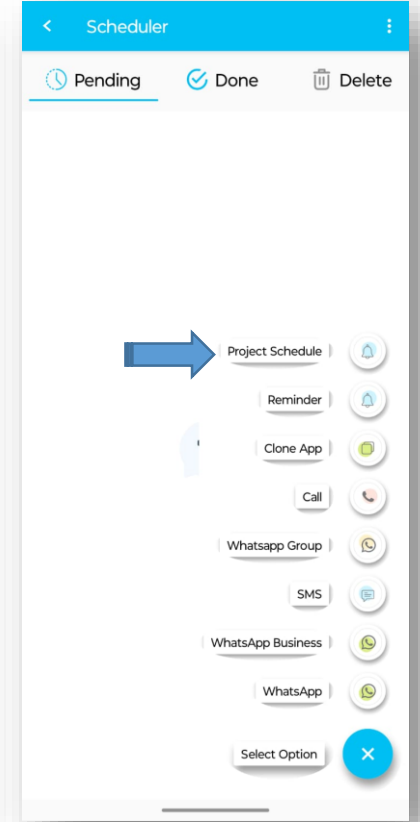 Scheduler
Pending Done Delete
Project Schedule
Reminder
Clone App
Call
Whatsapp Group
SMS
WhatsApp Business
WhatsApp
Select Option